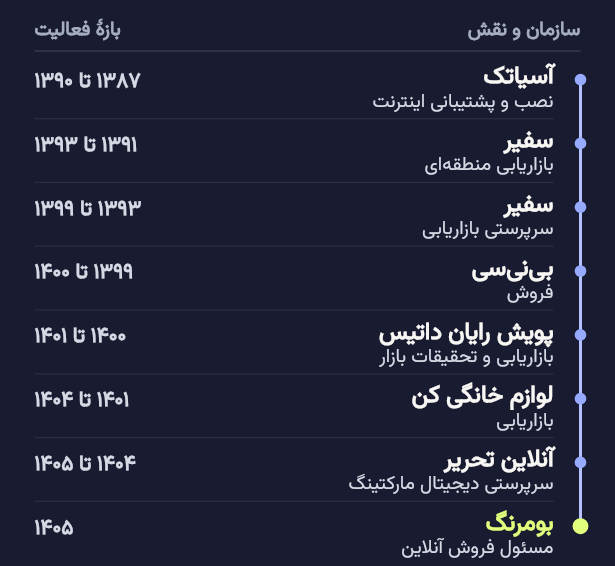 سازمان و نقش	بازهٔ فعالیت
آسیاتک	۱۳۸۷ تا ۱۳۹۰
نصب و پشتیبانی اینترنت
سفیر	۱۳۹۱ تا ۱۳۹۳
بازاریابی منطقه‌ای
سفیر	۱۳۹۳ تا ۱۳۹۹
سرپرستی بازاریابی
بی‌نی‌سی	۱۳۹۹ تا ۱۴۰۰
فروش
پویش رایان داتیس	۱۴۰۰ تا ۱۴۰۱
بازاریابی و تحقیقات بازار
لوازم خانگی کن	۱۴۰۱ تا ۱۴۰۴
بازاریابی
آنلاین تحریر	۱۴۰۴ تا ۱۴۰۵
سرپرستی دیجیتال مارکتینگ
بومرنگ	۱۴۰۵
مسئول فروش آنلاین